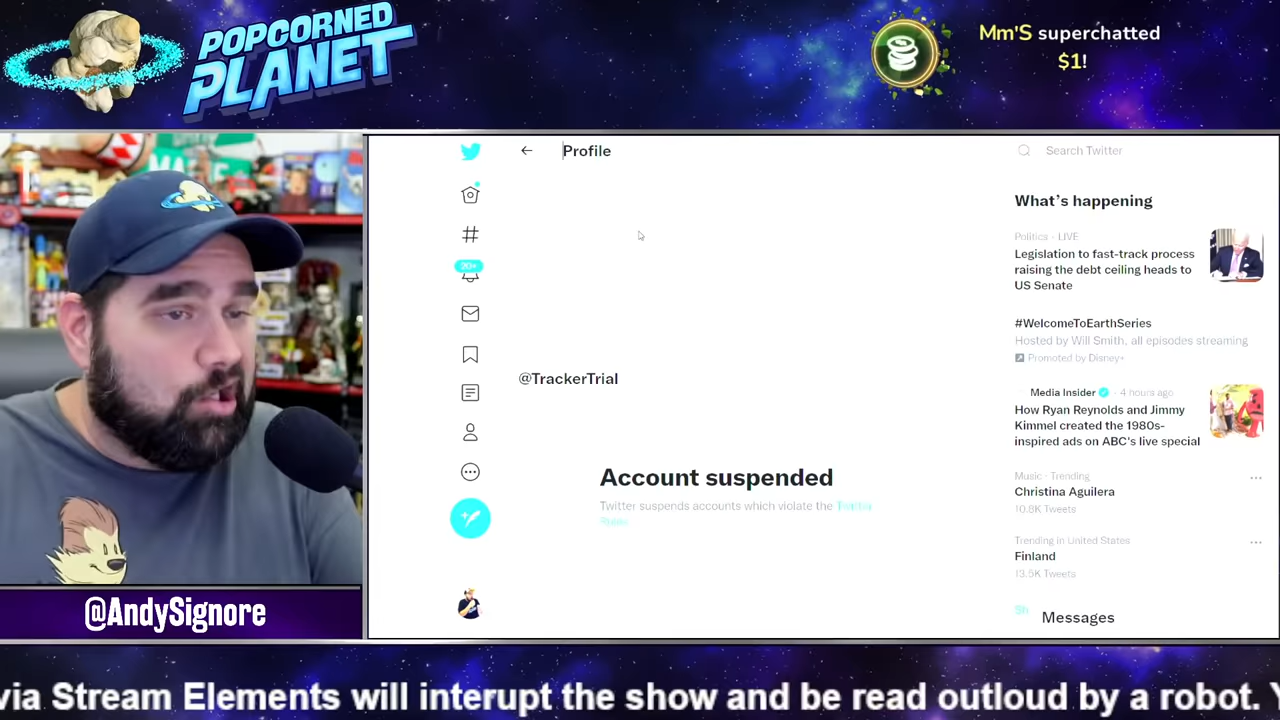 POPCORNED
PLANET
Mm'S superchatted
$1!
Profile
Search Twitter
What's happening
Politics · LIVE
Legislation to fast-track process
raising the debt ceiling heads to
US Senate
#WelcomeToEarthSeries
Hosted by Will Smith, all episodes streaming
Promoted by Disney+
Media Insider · 4 hours ago
How Ryan Reynolds and Jimmy
Kimmel created the 1980s-
inspired ads on ABC's live special
Music · Trending
Christina Aguilera
10.8K Tweets
Trending in United States
Finland
13.5K Tweets
Messages
20+
@TrackerTrial
Account suspended
Twitter suspends accounts which violate the Twitter
Rules
@AndySignore
via Stream Elements will interupt the show and be read outloud by a robot. Y